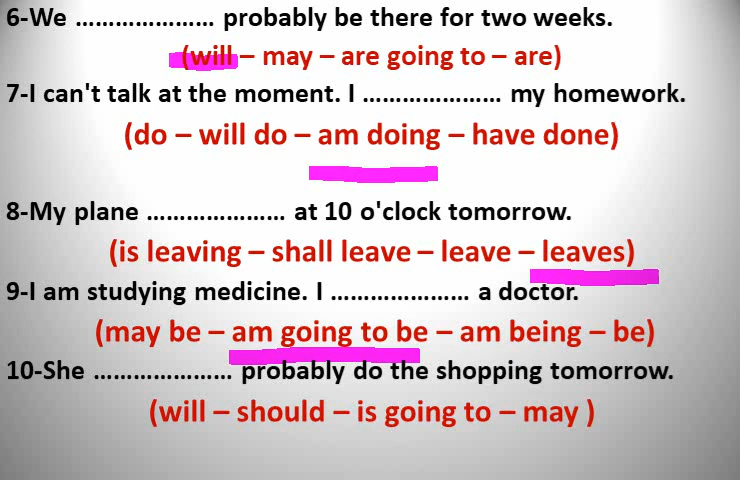 6-We ………………… probably be there for two weeks.
(will – may – are going to – are)
7-I can't talk at the moment. I ………………… my homework.
(do – will do – am doing – have done)
8-My plane ………………… at 10 o'clock tomorrow.
(is leaving – shall leave – leave – leaves)
9-I am studying medicine. I ………………… a doctor.
(may be – am going to be – am being – be)
10-She ………………… probably do the shopping tomorrow.
(will – should – is going to – may )